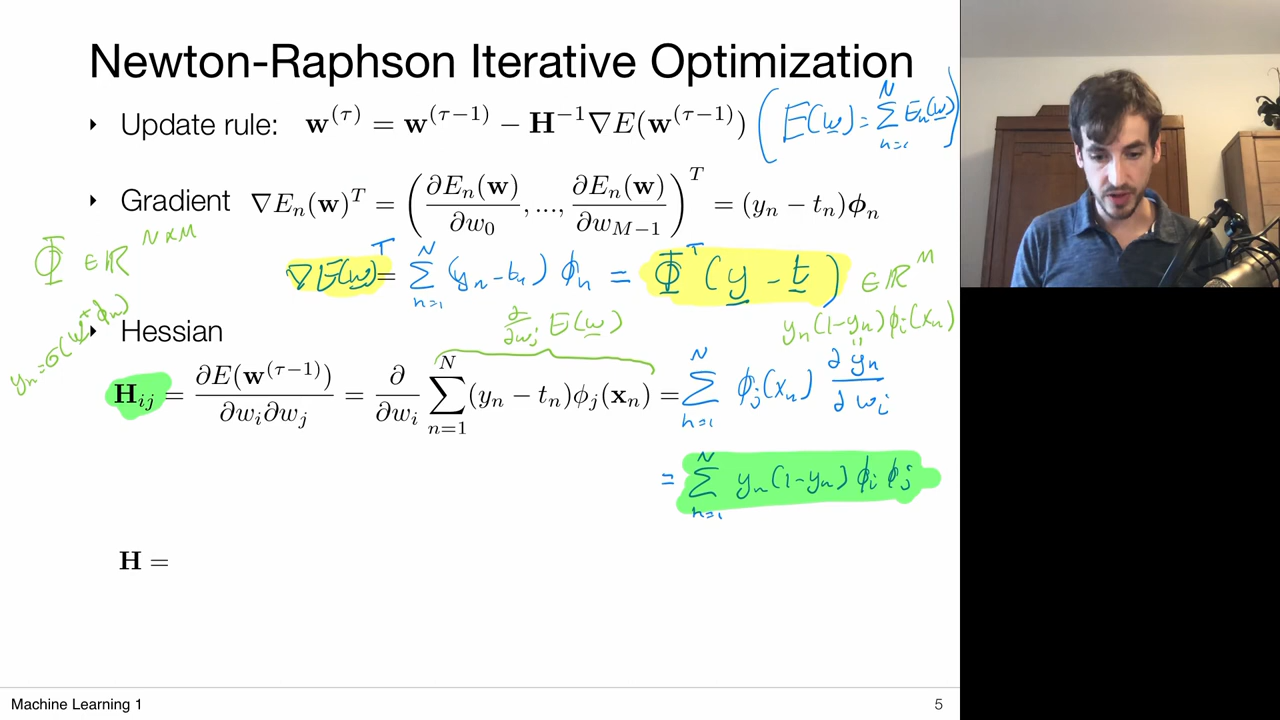 Newton-Raphson Iterative Optimization
‣ Update rule: w^(τ) = w^(τ−1) − H^−1 ∇E(w^(τ−1)) ( E(w) = Σ_{n=1}^N E_n(w) )
‣ Gradient ∇E_n(w)^T = ( ∂E_n(w)/∂w_0 , ..., ∂E_n(w)/∂w_{M−1} )^T = (y_n − t_n)ϕ_n
Φ ∈ ℝ^{N×M}
∇E(w)^T = Σ_{n=1}^N (y_n − t_n) ϕ_n = Φ^T (y − t) ∈ ℝ^M
y_n = σ(w^T ϕ_n)
‣ Hessian
∂/∂w_j E(w)
y_n(1−y_n)ϕ_i(x_n)
H_ij = ∂E(w^(τ−1))/∂w_i∂w_j = ∂/∂w_i Σ_{n=1}^N (y_n − t_n)ϕ_j(x_n) = Σ_{n=1}^N ϕ_j(x_n) ∂y_n/∂w_i
= Σ_{n=1}^N y_n(1−y_n) ϕ_i ϕ_j
H =
Machine Learning 1
5